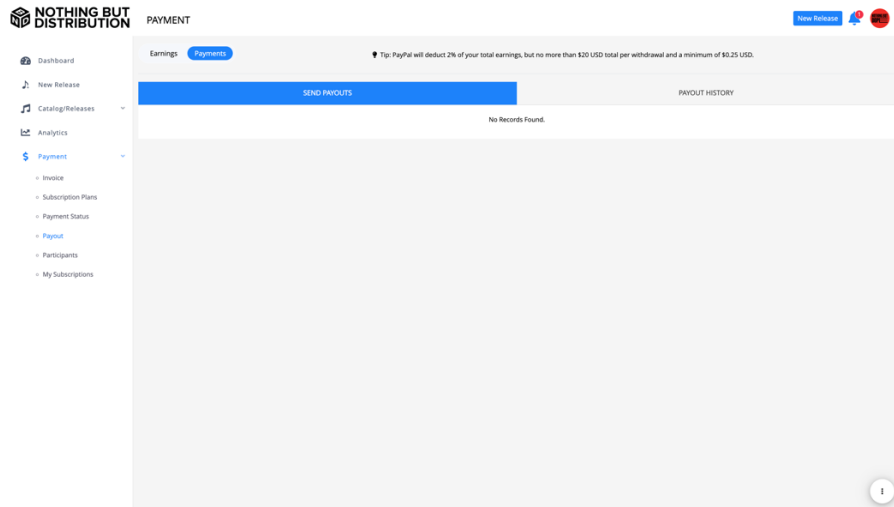 NOTHING BUT
DISTRIBUTION
PAYMENT
New Release
1
Dashboard
New Release
Catalog/Releases
Analytics
Payment
Invoice
Subscription Plans
Payment Status
Payout
Participants
My Subscriptions
Earnings
Payments
Tip: PayPal will deduct 2% of your total earnings, but no more than $20 USD total per withdrawal and a minimum of $0,25 USD.
SEND PAYOUTS
PAYOUT HISTORY
No Records Found.